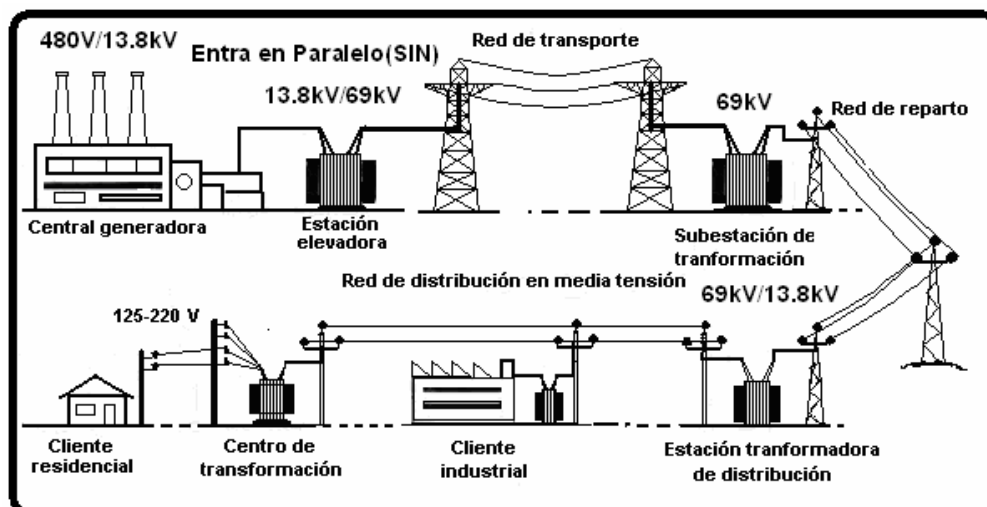 480V/13.8kV
Entra en Paralelo(SIN)
Red de transporte
13.8kV/69kV
69kV
Red de reparto
Central generadora
Estación
elevadora
Subestación de
tranformación
Red de distribución en media tensión
69kV/13.8kV
125-220 V
Cliente
residencial
Centro de
transformación
Cliente
industrial
Estación tranformadora
de distribución